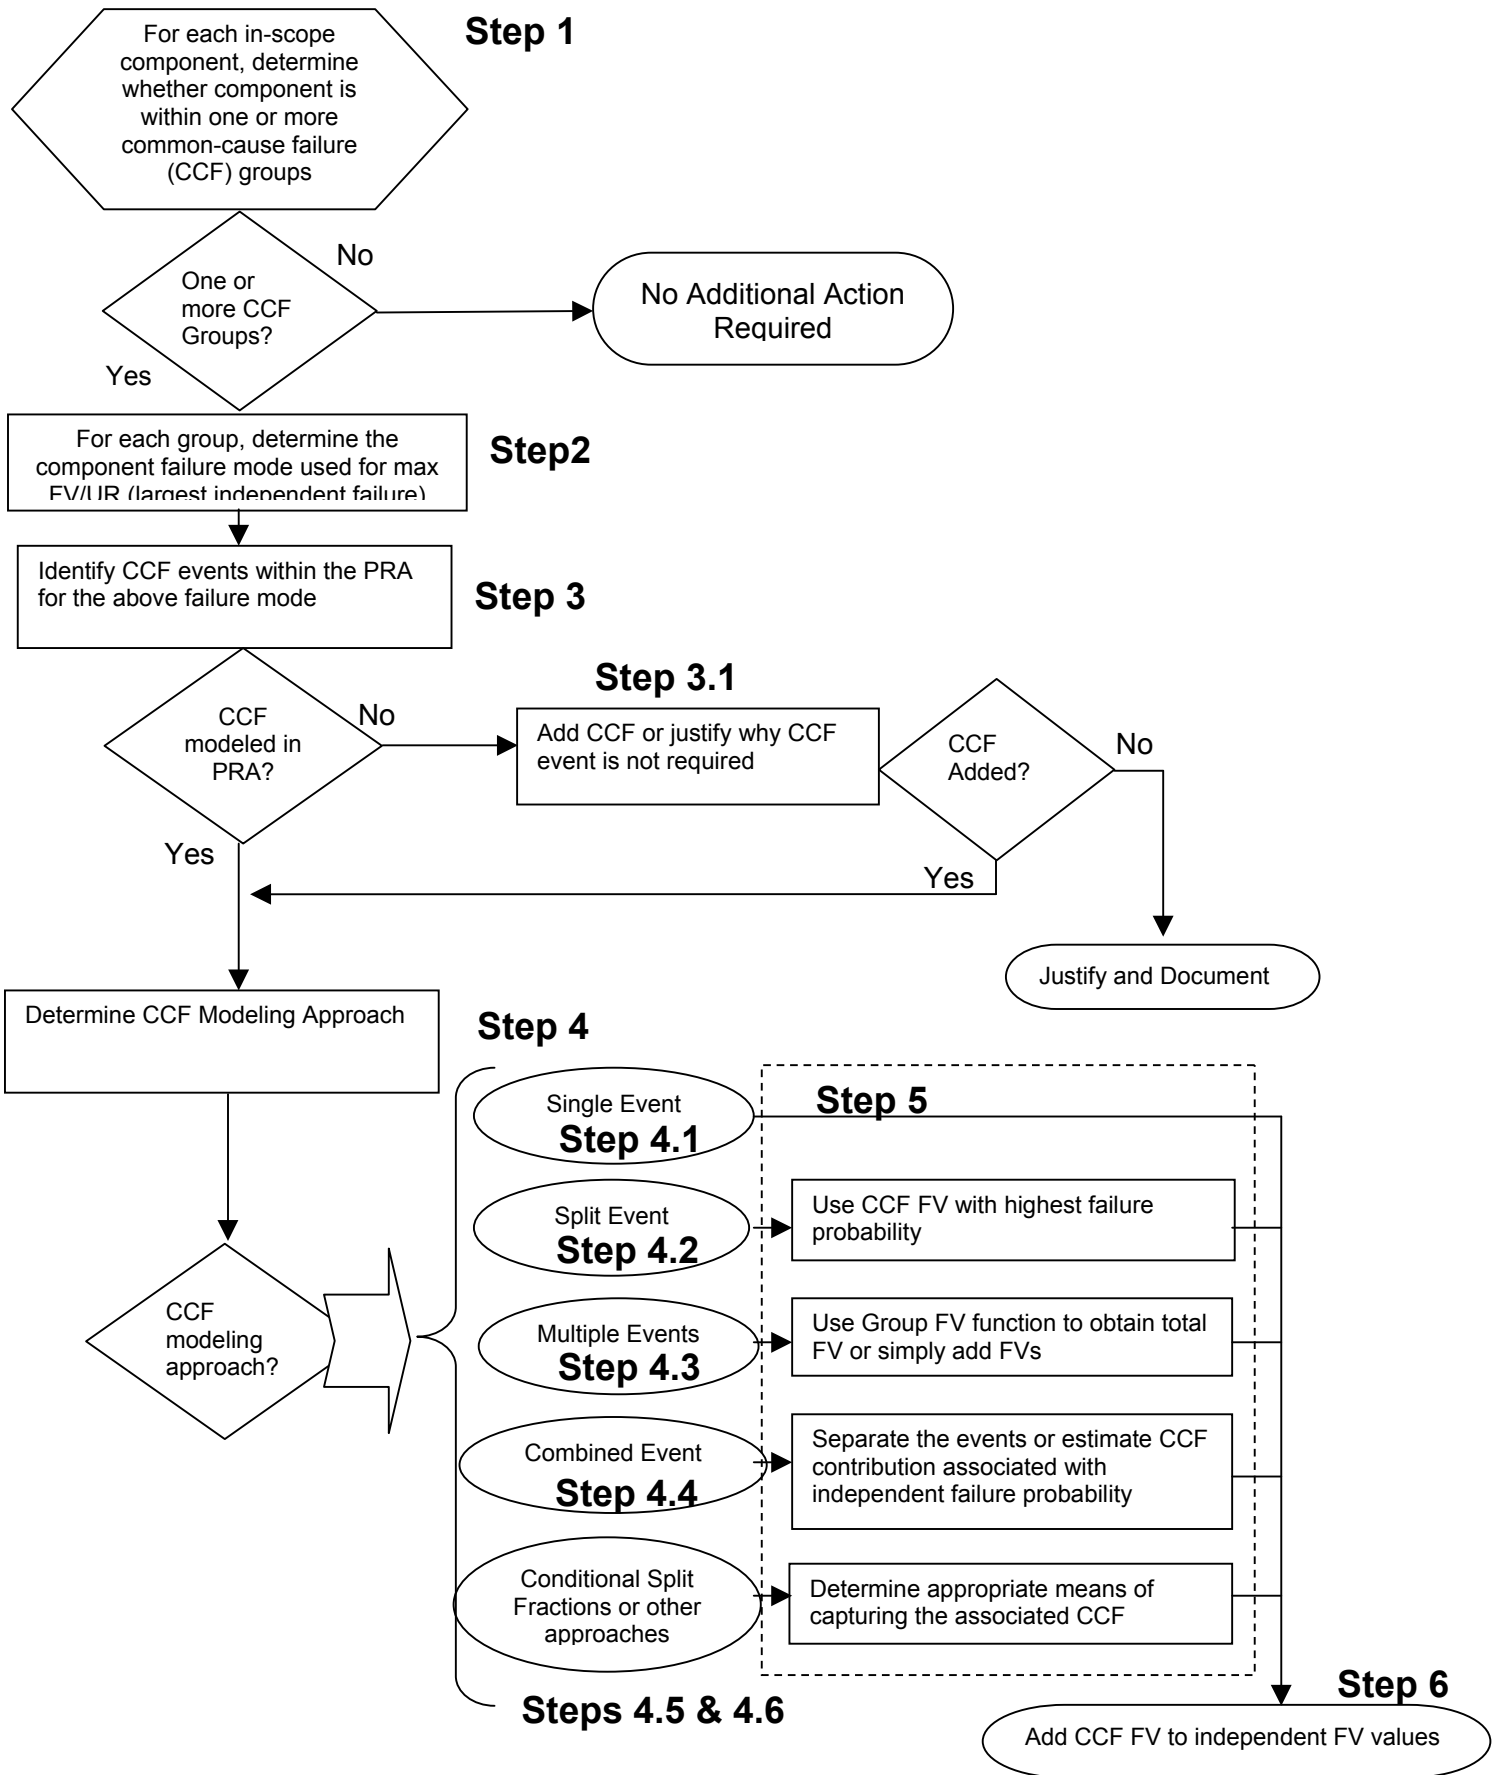 Step 1
For each in-scope
component, determine
whether component is
within one or more
common-cause failure
(CCF) groups
No
One or
more CCF
Groups?
No Additional Action
Required
Yes
Step2
For each group, determine the
component failure mode used for max
FV/UR (largest independent failure)
Step 3
Identify CCF events within the PRA
for the above failure mode
Step 3.1
CCF
modeled in
PRA?
No
Add CCF or justify why CCF
event is not required
CCF
Added?
No
Yes
Yes
Justify and Document
Determine CCF Modeling Approach
Step 4
Single Event
Step 4.1
Step 5
Split Event
Step 4.2
Use CCF FV with highest failure
probability
CCF
modeling
approach?
Multiple Events
Step 4.3
Use Group FV function to obtain total
FV or simply add FVs
Combined Event
Step 4.4
Separate the events or estimate CCF
contribution associated with
independent failure probability
Conditional Split
Fractions or other
approaches
Determine appropriate means of
capturing the associated CCF
Steps 4.5 & 4.6
Step 6
Add CCF FV to independent FV values